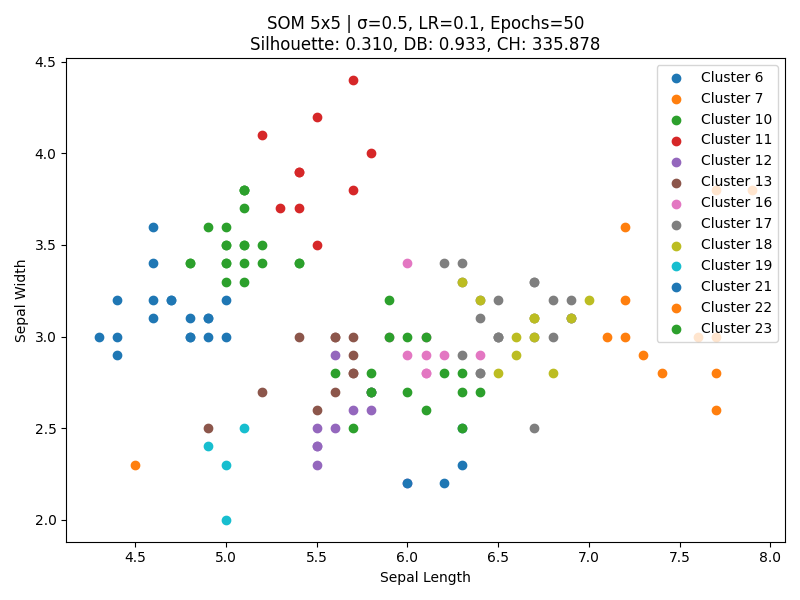 SOM 5x5 | σ=0.5, LR=0.1, Epochs=50
Silhouette: 0.310, DB: 0.933, CH: 335.878
4.5
4.0
3.5
3.0
2.5
2.0
Sepal Width
Cluster 6
Cluster 7
Cluster 10
Cluster 11
Cluster 12
Cluster 13
Cluster 16
Cluster 17
Cluster 18
Cluster 19
Cluster 21
Cluster 22
Cluster 23
4.5 5.0 5.5 6.0 6.5 7.0 7.5 8.0
Sepal Length